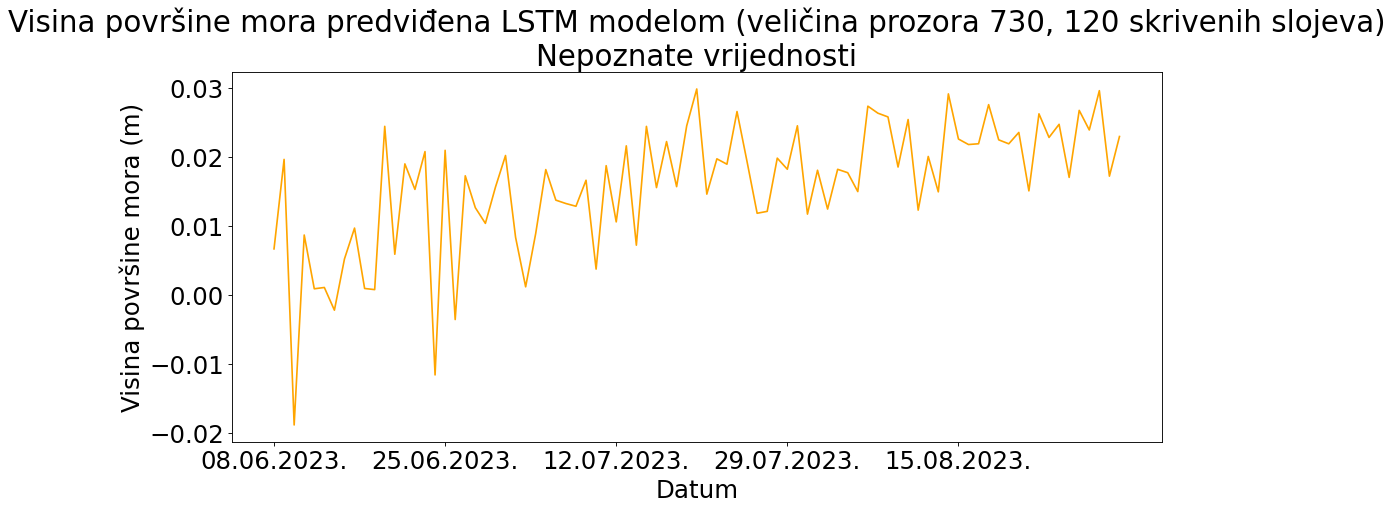 Visina površine mora predviđena LSTM modelom (veličina prozora 730, 120 skrivenih slojeva)
Nepoznate vrijednosti
Visina površine mora (m)
0.03
0.02
0.01
0.00
−0.01
−0.02
08.06.2023. 25.06.2023. 12.07.2023. 29.07.2023. 15.08.2023.
Datum